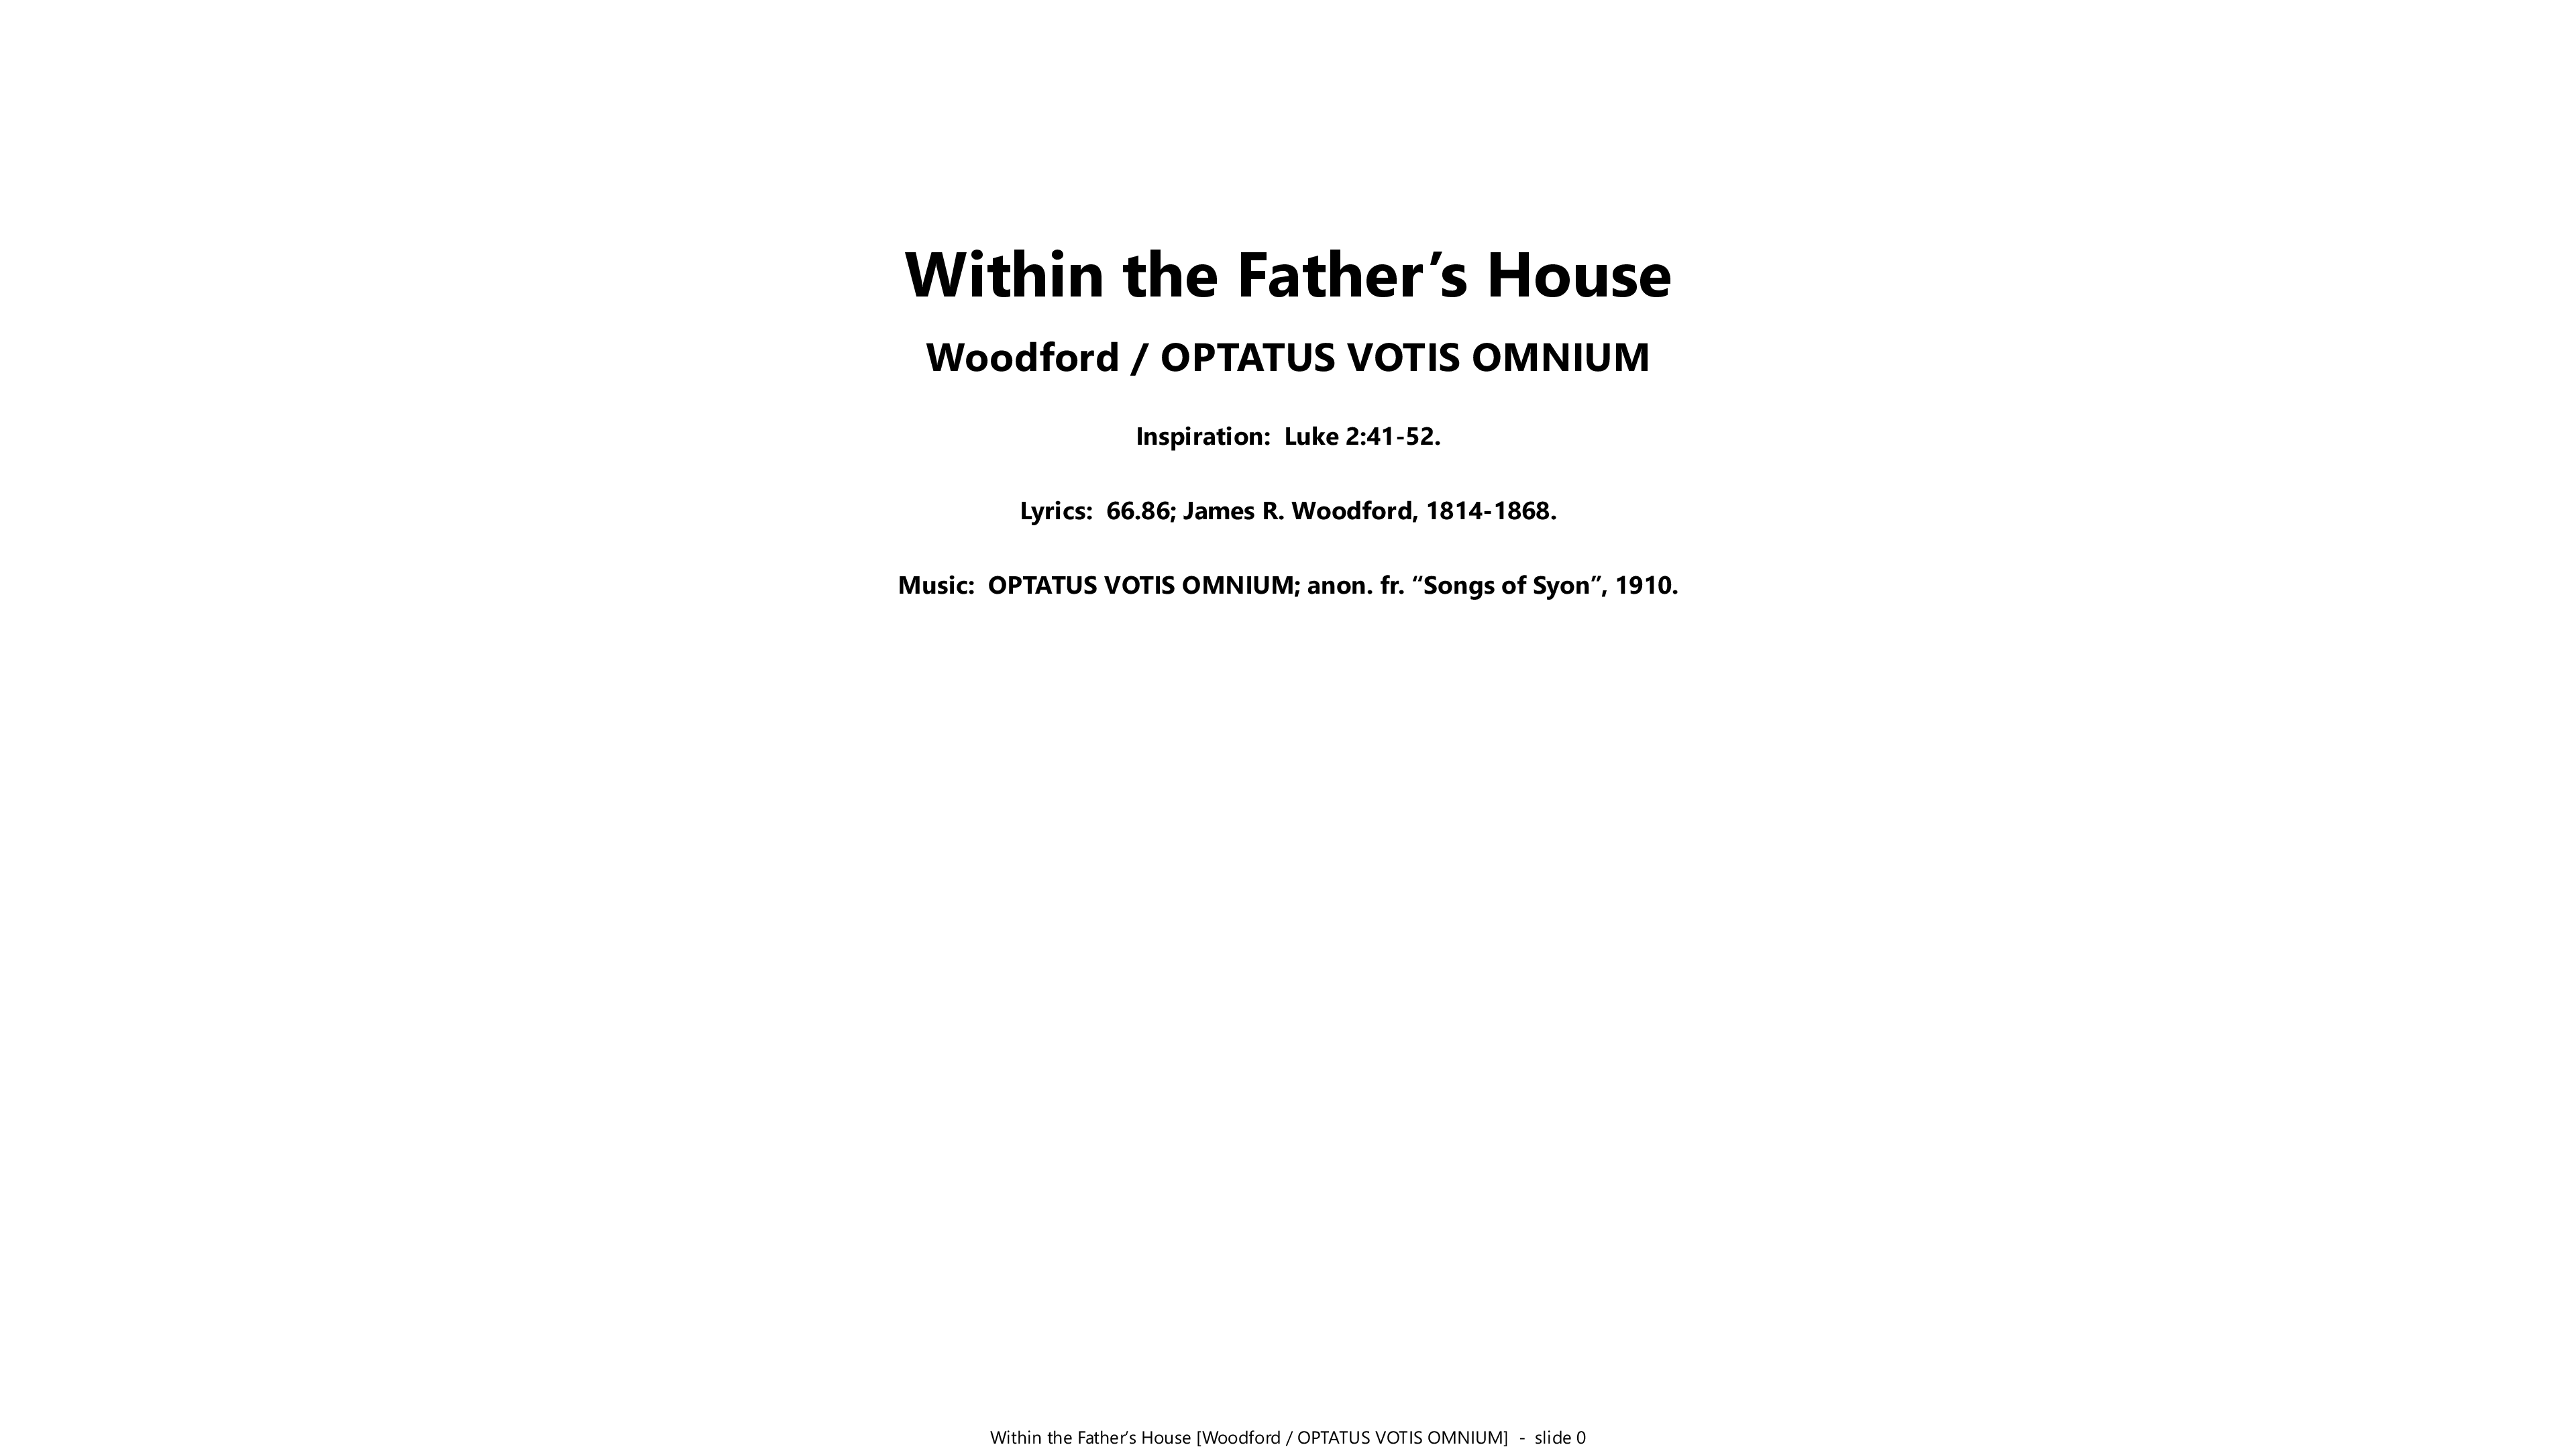 Within the Father’s House
Woodford / OPTATUS VOTIS OMNIUM
Inspiration:  Luke 2:41-52.
Lyrics:  66.86; James R. Woodford, 1814-1868.
Music:  OPTATUS VOTIS OMNIUM; anon. fr. “Songs of Syon”, 1910.
Within the Father’s House [Woodford / OPTATUS VOTIS OMNIUM]  -  slide 0